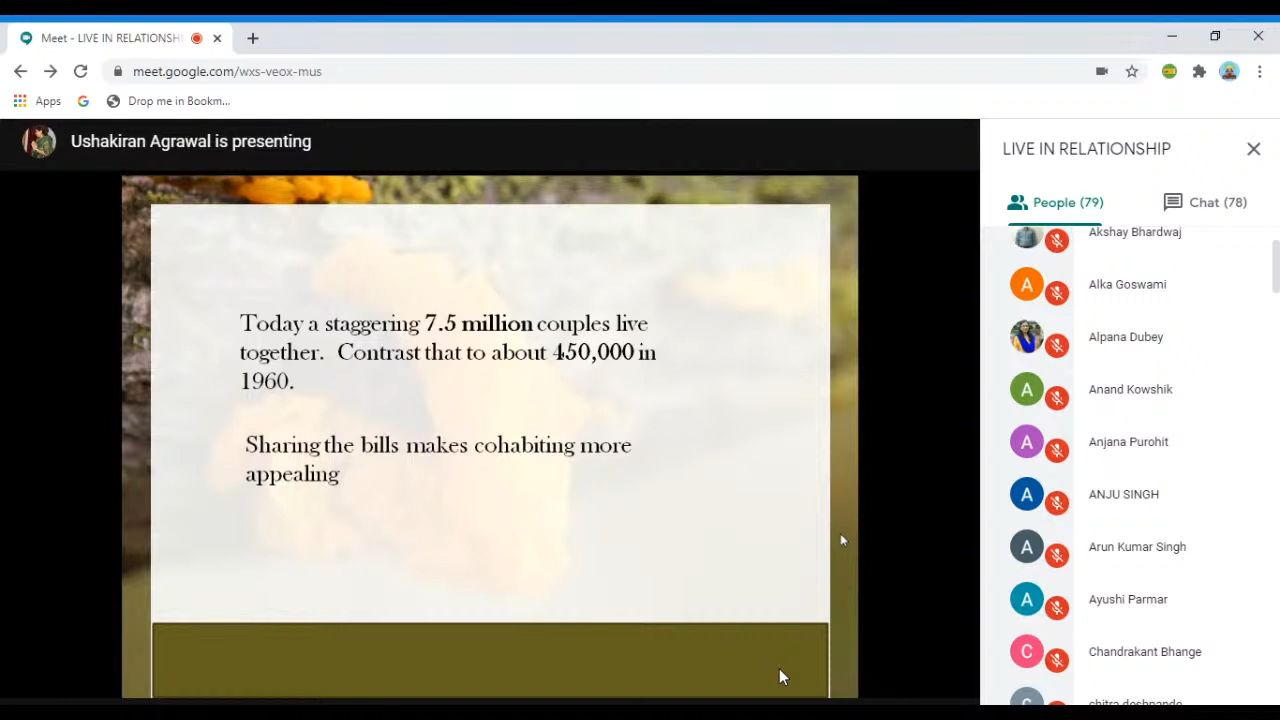 Meet - LIVE IN RELATIONSH
meet.google.com/wxs-veox-mus
Apps
G
Drop me in Bookm...
Ushakiran Agrawal is presenting
Today a staggering 7.5 million couples live
together. Contrast that to about 450,000 in
1960.
Sharing the bills makes cohabiting more
appealing
LIVE IN RELATIONSHIP
People (79)
Chat (78)
Akshay Bhardwaj
A Alka Goswami
Alpana Dubey
A Anand Kowshik
A Anjana Purohit
A ANJU SINGH
A Arun Kumar Singh
A Ayushi Parmar
C Chandrakant Bhange
chitra deshpande